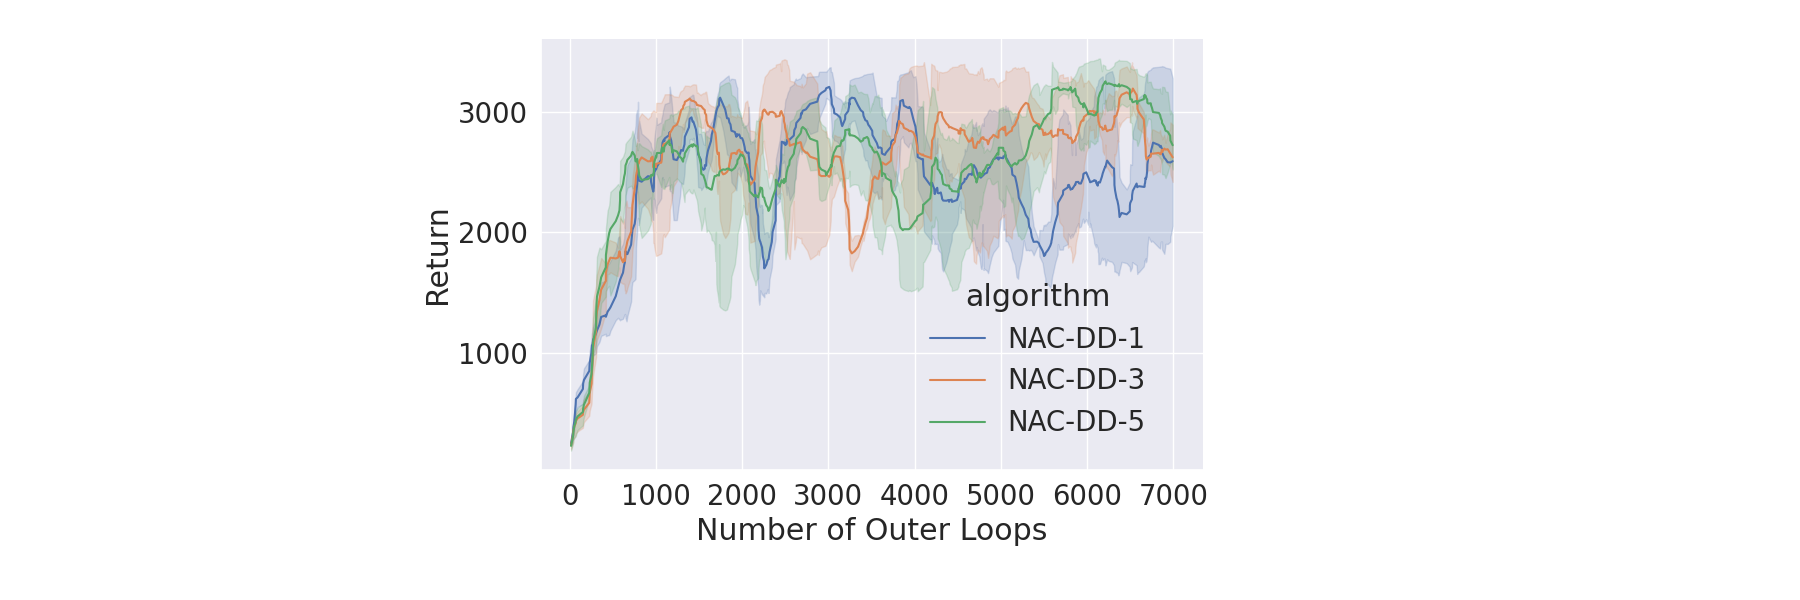 3000
2000
1000
Return
algorithm
NAC-DD-1
NAC-DD-3
NAC-DD-5
0 1000 2000 3000 4000 5000 6000 7000
Number of Outer Loops